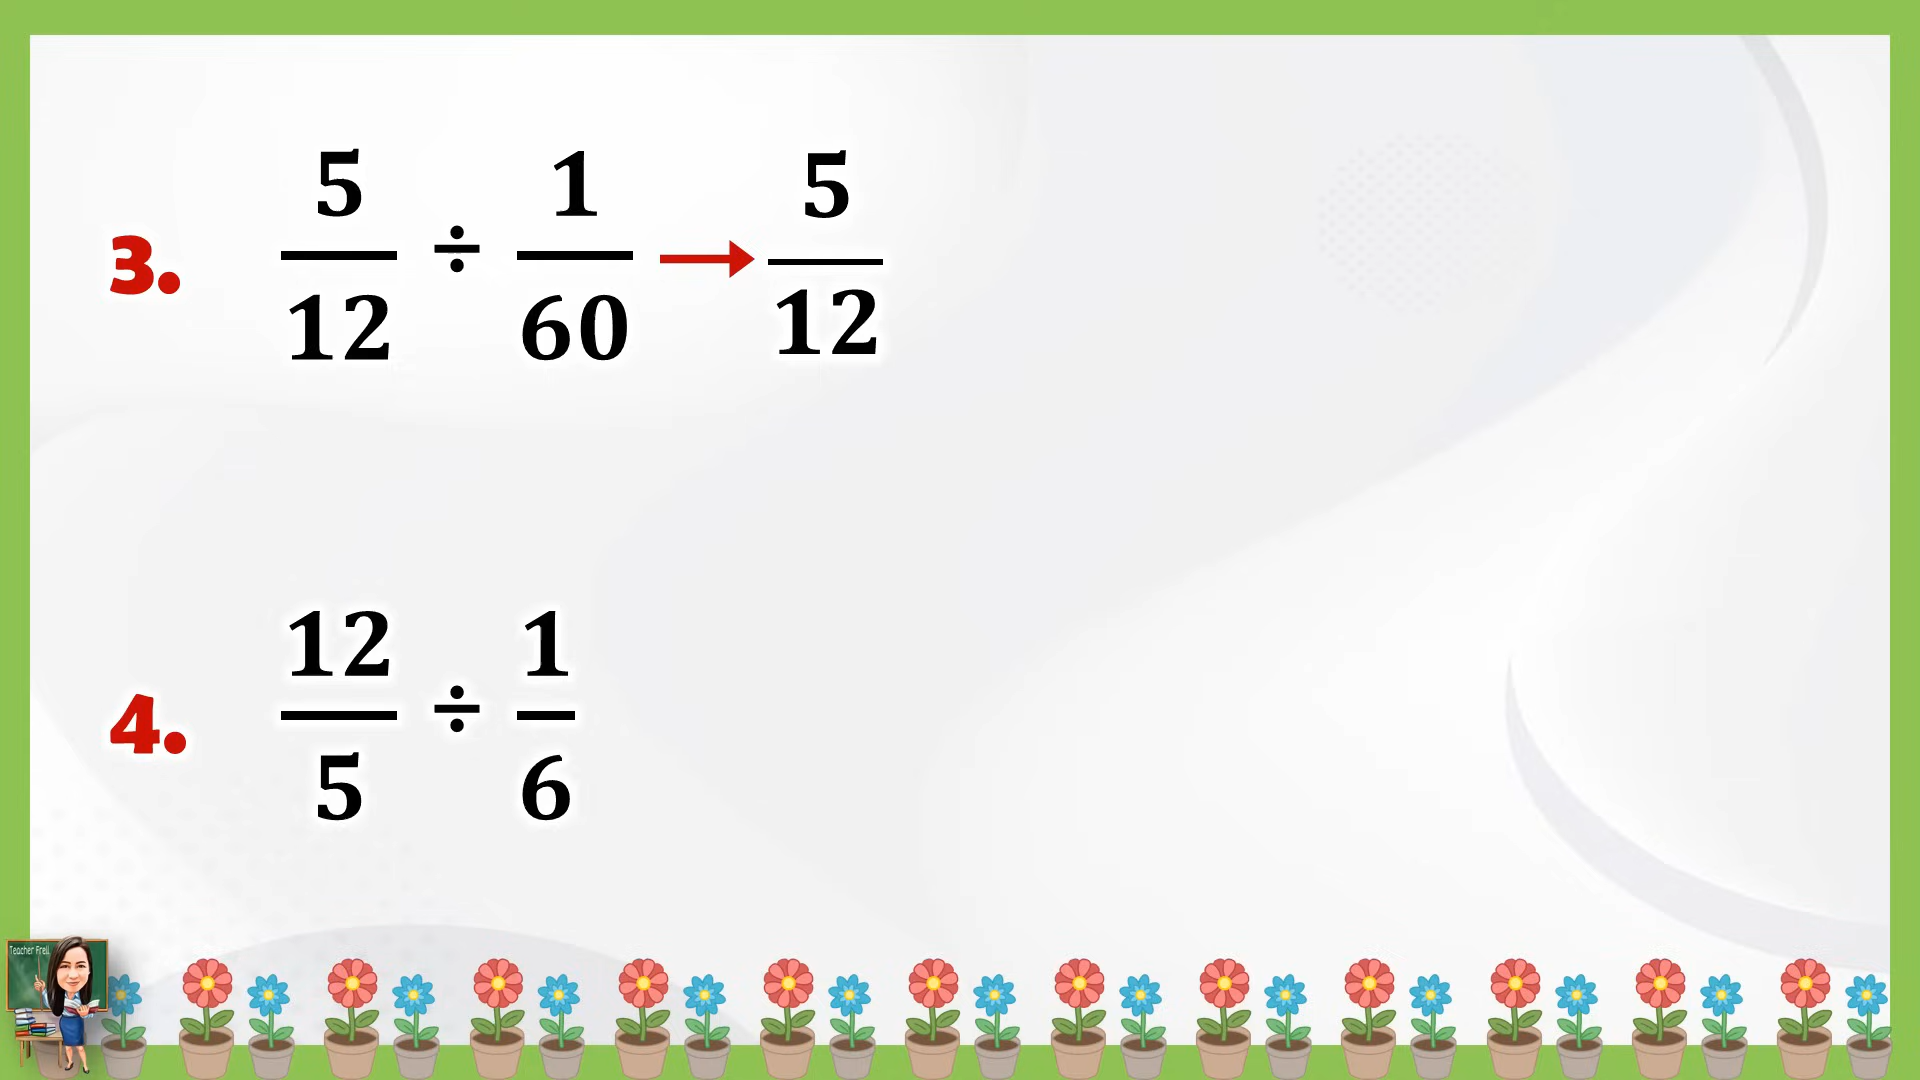 3. 5/12 ÷ 1/60 → 5/12
4. 12/5 ÷ 1/6
Teacher Frell